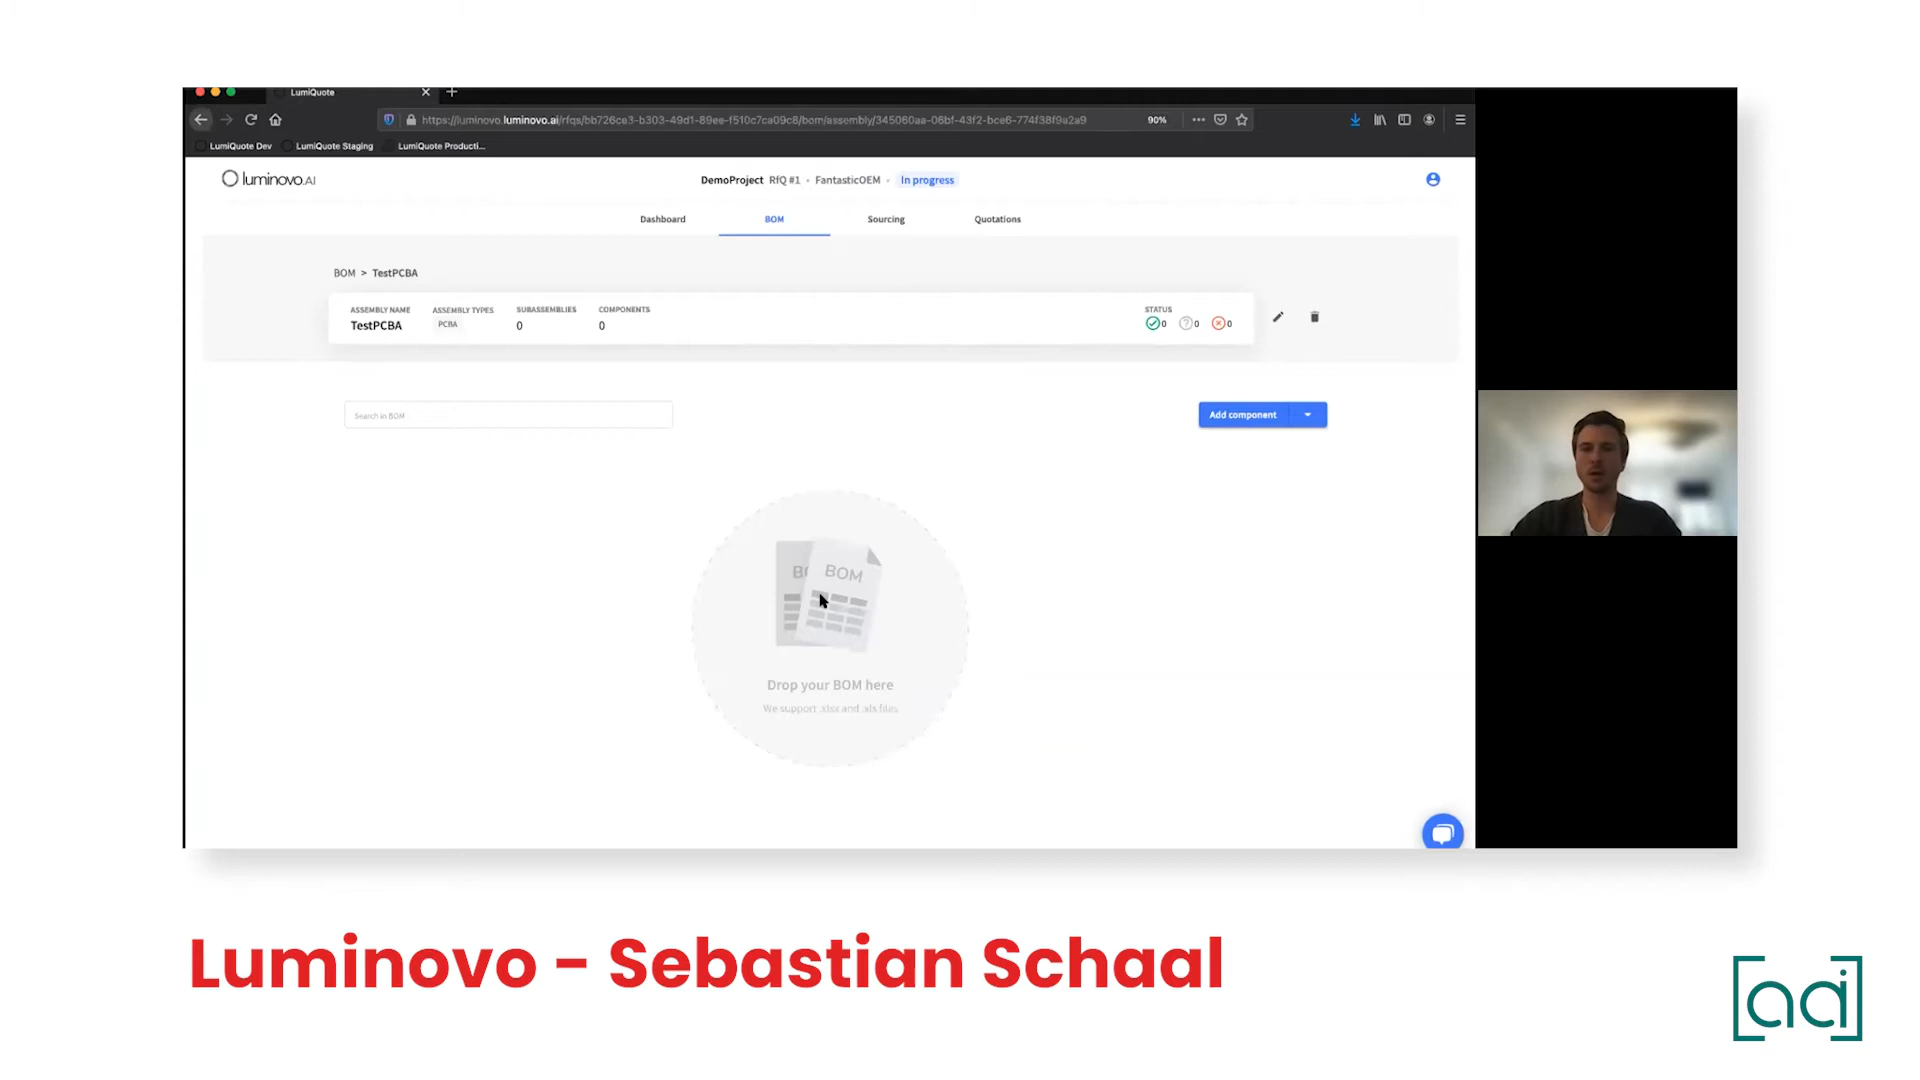 LumiQuote
https://luminovo.luminovo.ai/rfqs/bb726ce3-b303-49d1-89ee-f510c7ca09c8/bom/assembly/345060aa-06bf-43f2-bce6-774f38f9a2a9
90%
LumiQuote Dev
LumiQuote Staging
LumiQuote Producti...
luminovo.AI
DemoProject RfQ #1 - FantasticOEM - In progress
Dashboard
BOM
Sourcing
Quotations
BOM > TestPCBA
ASSEMBLY NAME
TestPCBA
ASSEMBLY TYPES
PCBA
SUBASSEMBLIES
0
COMPONENTS
0
STATUS
0 0 0
Search in BOM
Add component
BOM
Drop your BOM here
We support .xlsx and .xls files
Luminovo - Sebastian Schaal
[ai]